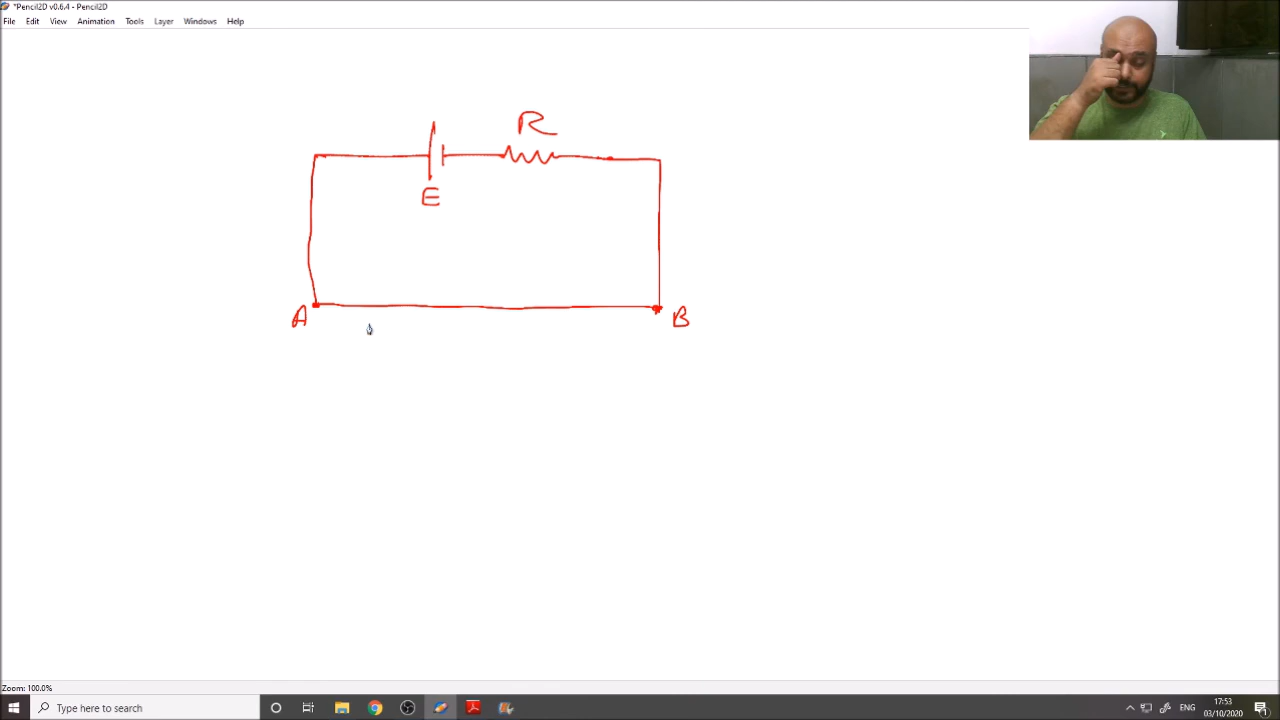 *Pencil2D v0.6.4 - Pencil2D
File Edit View Animation Tools Layer Windows Help
R
E
A
B
Zoom: 100.0%
Type here to search
ENG
17:53
03/10/2020
1